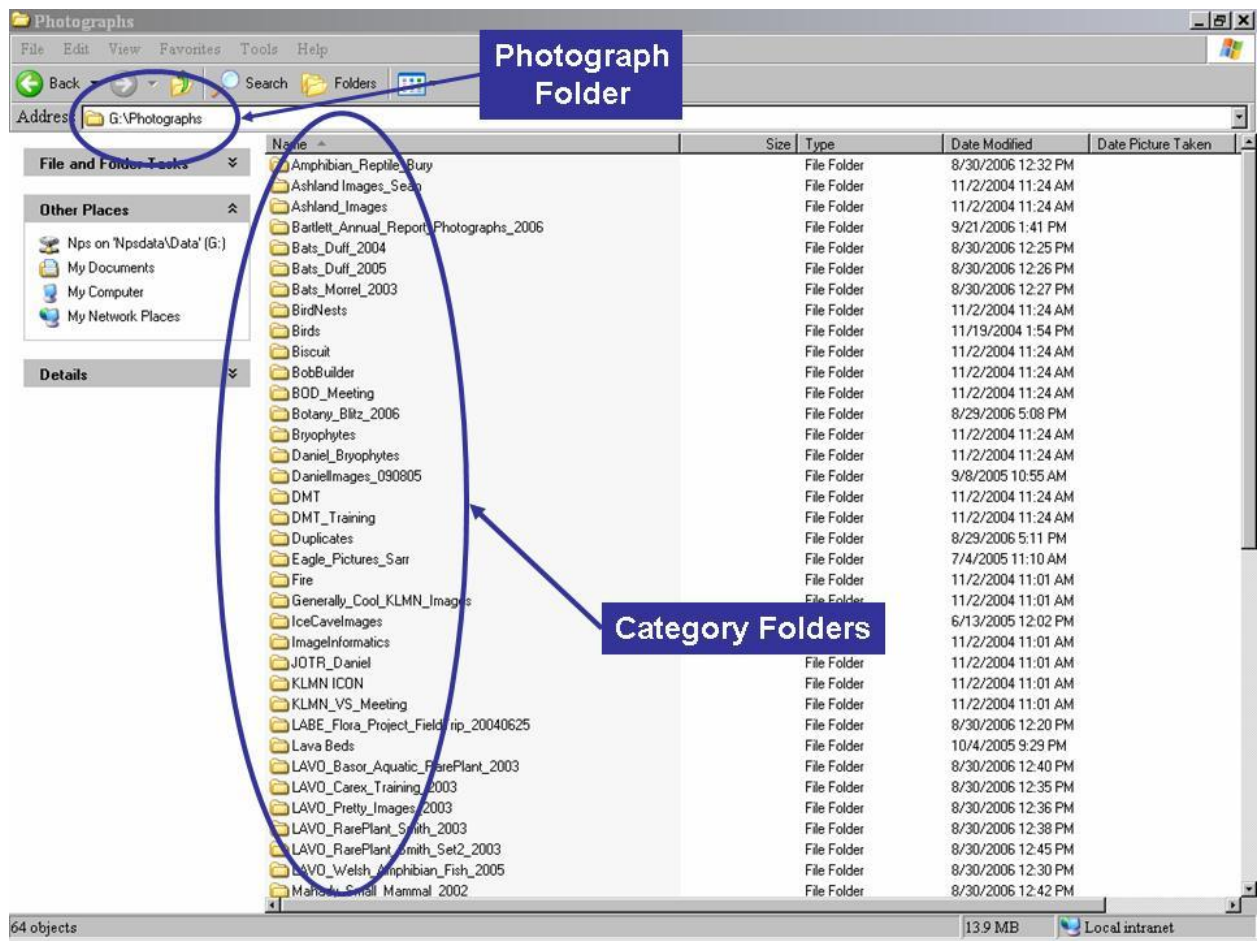 Photographs
File Edit View Favorites Tools Help
Back Search Folders
Photograph
Folder
Address G:\Photographs
Name Size Type Date Modified Date Picture Taken
File and Folder Tasks
Other Places
Nps on 'Npsdata\Data' (G:)
My Documents
My Computer
My Network Places
Details
Amphibian_Reptile_Bury File Folder 8/30/2006 12:32 PM
Ashland Images_Sean File Folder 11/2/2004 11:24 AM
Ashland_Images File Folder 11/2/2004 11:24 AM
Bartlett_Annual_Report_Photographs_2006 File Folder 9/21/2006 1:41 PM
Bats_Duff_2004 File Folder 8/30/2006 12:25 PM
Bats_Duff_2005 File Folder 8/30/2006 12:26 PM
Bats_Morrel_2003 File Folder 8/30/2006 12:27 PM
BirdNests File Folder 11/2/2004 11:24 AM
Birds File Folder 11/19/2004 1:54 PM
Biscuit File Folder 11/2/2004 11:24 AM
BobBuilder File Folder 11/2/2004 11:24 AM
BOD_Meeting File Folder 11/2/2004 11:24 AM
Botany_Blitz_2006 File Folder 8/29/2006 5:08 PM
Bryophytes File Folder 11/2/2004 11:24 AM
Daniel_Bryophytes File Folder 11/2/2004 11:24 AM
DanielImages_090805 File Folder 9/8/2005 10:55 AM
DMT File Folder 11/2/2004 11:24 AM
DMT_Training File Folder 11/2/2004 11:24 AM
Duplicates File Folder 8/29/2006 5:11 PM
Eagle_Pictures_Sarr File Folder 7/4/2005 11:10 AM
Fire File Folder 11/2/2004 11:01 AM
Generally_Cool_KLMN_Images File Folder 11/2/2004 11:01 AM
IceCaveImages 6/13/2005 12:02 PM
Category Folders
ImageInformatics 11/2/2004 11:01 AM
JOTR_Daniel File Folder 11/2/2004 11:01 AM
KLMN ICON File Folder 11/2/2004 11:01 AM
KLMN_VS_Meeting File Folder 11/2/2004 11:01 AM
LABE_Flora_Project_FieldTrip_20040625 File Folder 8/30/2006 12:20 PM
Lava Beds File Folder 10/4/2005 9:29 PM
LAVO_Basor_Aquatic_RarePlant_2003 File Folder 8/30/2006 12:40 PM
LAVO_Carex_Training_2003 File Folder 8/30/2006 12:35 PM
LAVO_Pretty_Images_2003 File Folder 8/30/2006 12:36 PM
LAVO_RarePlant_Smith_2003 File Folder 8/30/2006 12:38 PM
LAVO_RarePlant_Smith_Set2_2003 File Folder 8/30/2006 12:45 PM
LAVO_Welsh_Amphibian_Fish_2005 File Folder 8/30/2006 12:30 PM
Mahady_Small_Mammal_2002 File Folder 8/30/2006 12:42 PM
64 objects 13.9 MB Local intranet